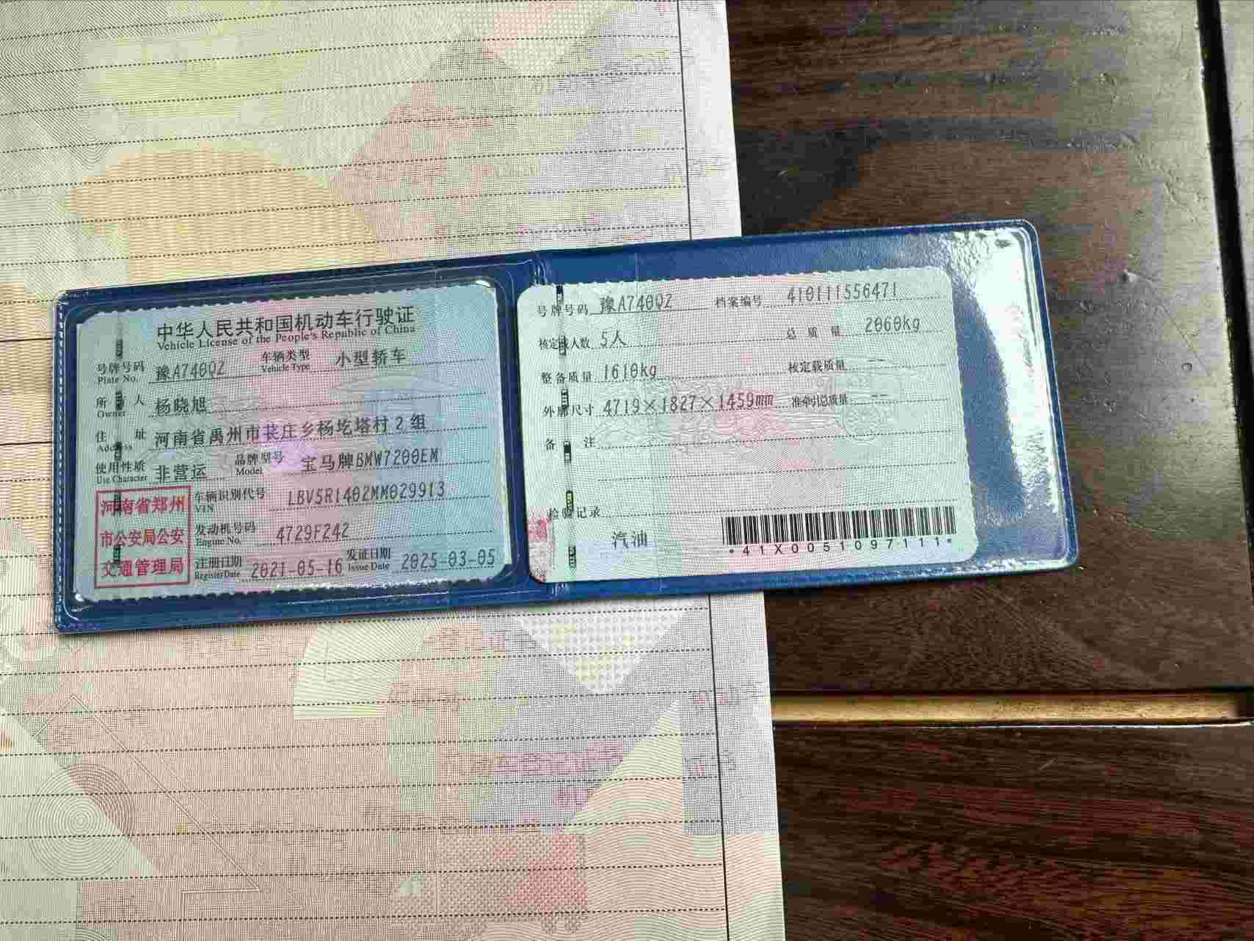 中华人民共和国机动车行驶证
Vehicle License of the People's Republic of China
号牌号码 豫A740QZ 车辆类型 小型轿车
Plate No. Vehicle Type
所有人 杨晓旭
Owner
住址 河南省禹州市苌庄乡杨圪塔村2组
Address
使用性质 非营运 品牌型号 宝马牌BMW7200EM
Use Character Model
河南省郑州
市公安局公安
交通管理局
车辆识别代号 LBV5R1402MM029913
VIN
发动机号码 4729F242
Engine No.
注册日期 2021-05-16 发证日期 2025-03-05
Register Date Issue Date
号牌号码 豫A740QZ 档案编号 410111556471
核定载人数 5人 总质量 2060kg
整备质量 1610kg 核定载质量 --
外廓尺寸 4719×1827×1459mm 准牵引总质量 --
备注
检验记录
汽油
*41X0051097111*